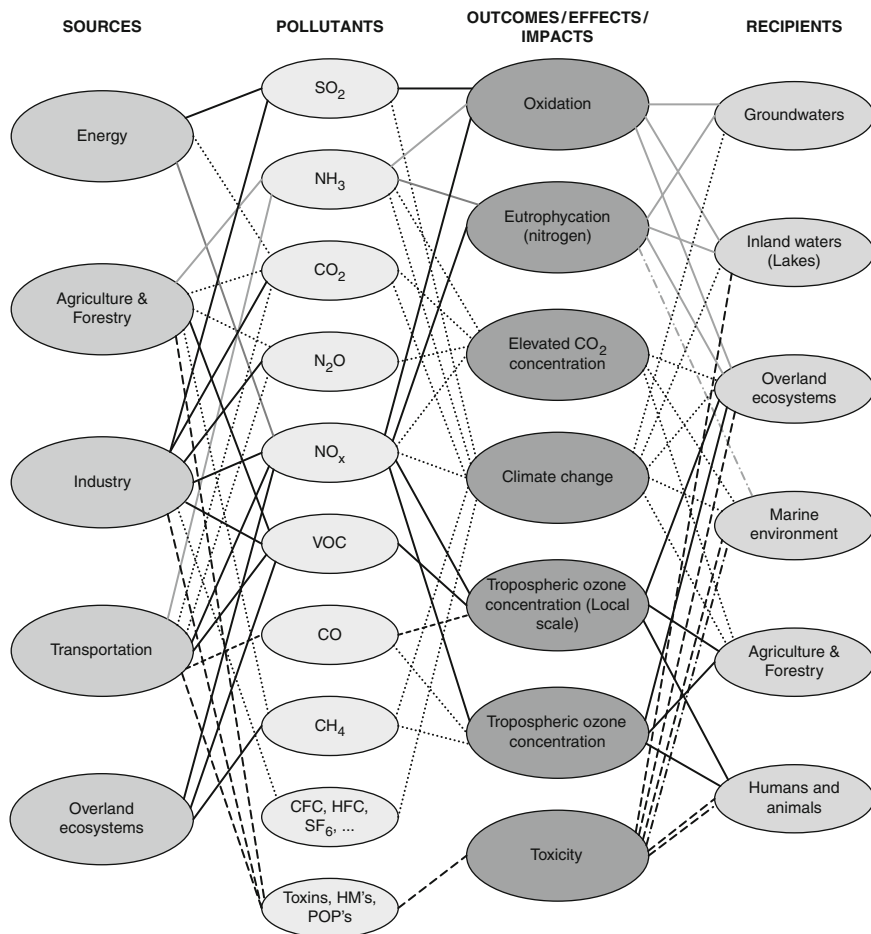 SOURCES
POLLUTANTS
OUTCOMES/EFFECTS/
IMPACTS
RECIPIENTS
Energy
Agriculture &
Forestry
Industry
Transportation
Overland
ecosystems
SO₂
NH₃
CO₂
N₂O
NOₓ
VOC
CO
CH₄
CFC, HFC,
SF₆, ...
Toxins, HM's,
POP's
Oxidation
Eutrophycation
(nitrogen)
Elevated CO₂
concentration
Climate change
Tropospheric ozone
concentration (Local
scale)
Tropospheric ozone
concentration
Toxicity
Groundwaters
Inland waters
(Lakes)
Overland
ecosystems
Marine
environment
Agriculture &
Forestry
Humans and
animals